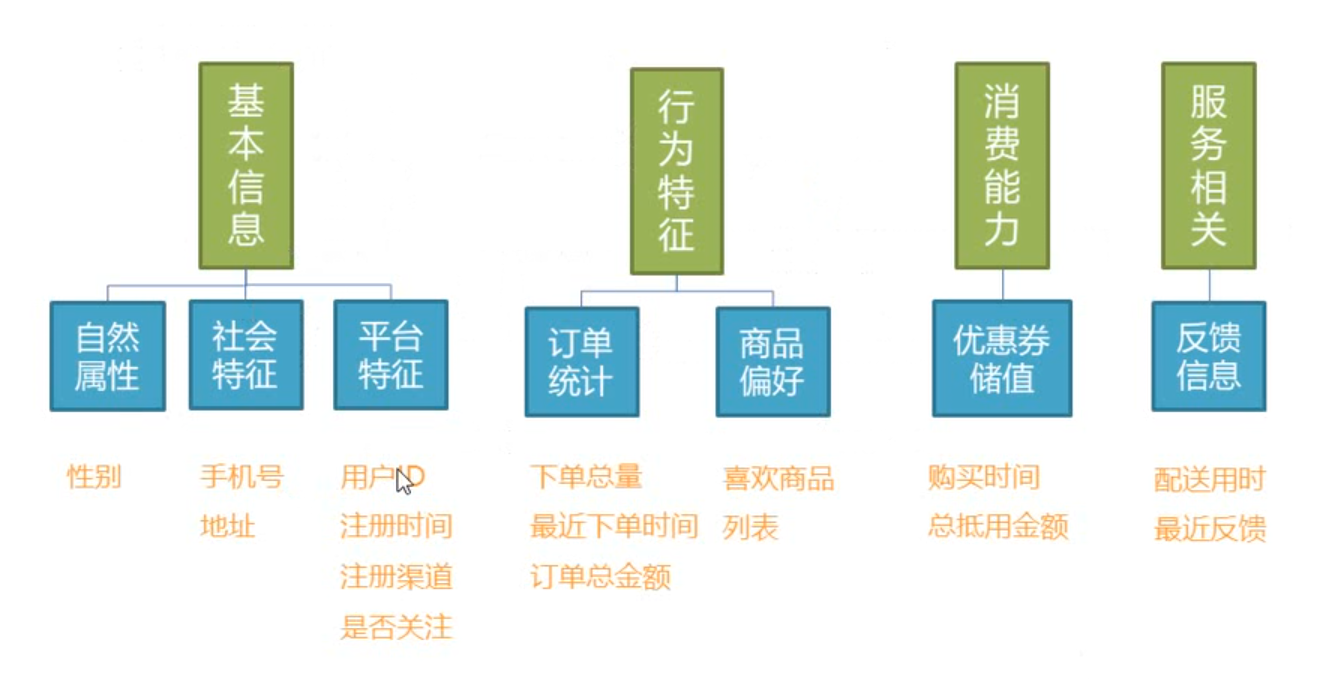 基本信息
行为特征
消费能力
服务相关
自然
属性
社会
特征
平台
特征
订单
统计
商品
偏好
优惠券
储值
反馈
信息
性别
手机号
地址
用户ID
注册时间
注册渠道
是否关注
下单总量
最近下单时间
订单总金额
喜欢商品
列表
购买时间
总抵用金额
配送用时
最近反馈